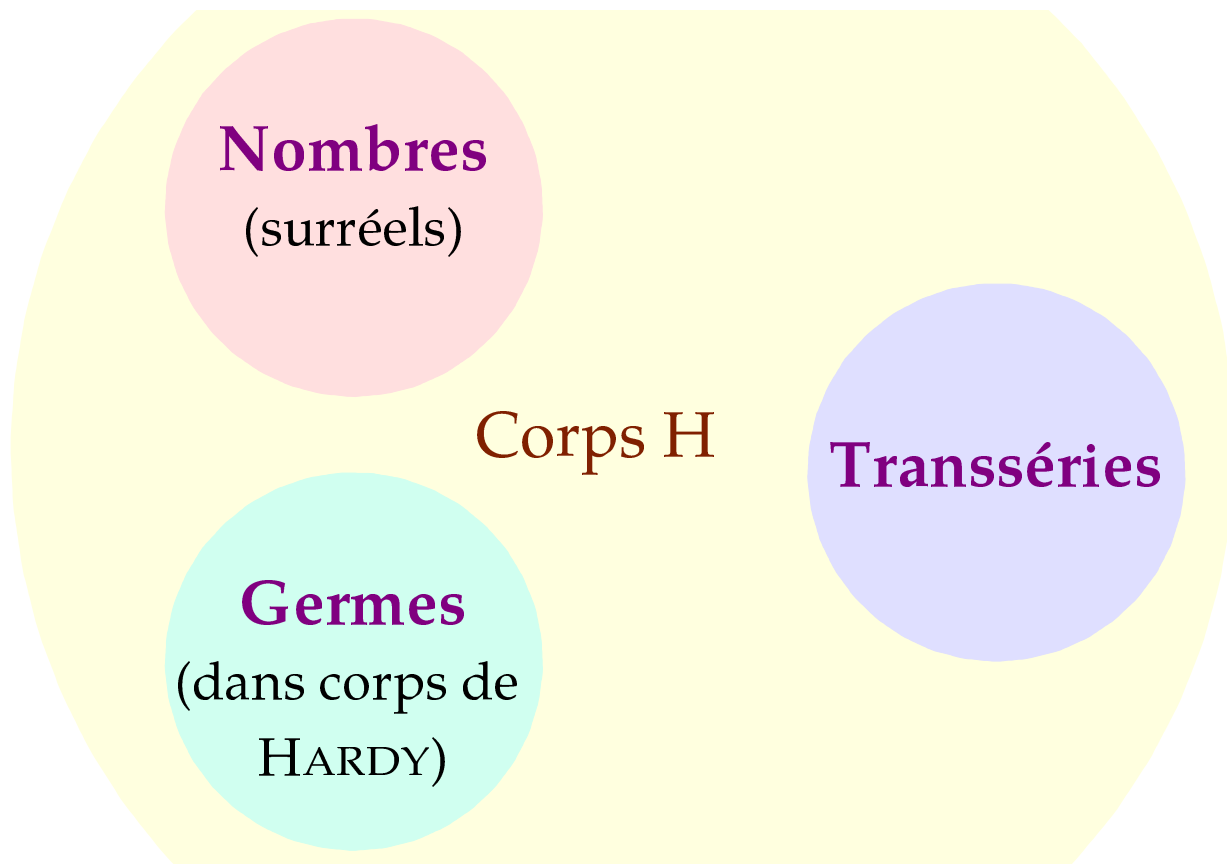 Nombres
(surréels)
Corps H
Transséries
Germes
(dans corps de
HARDY)